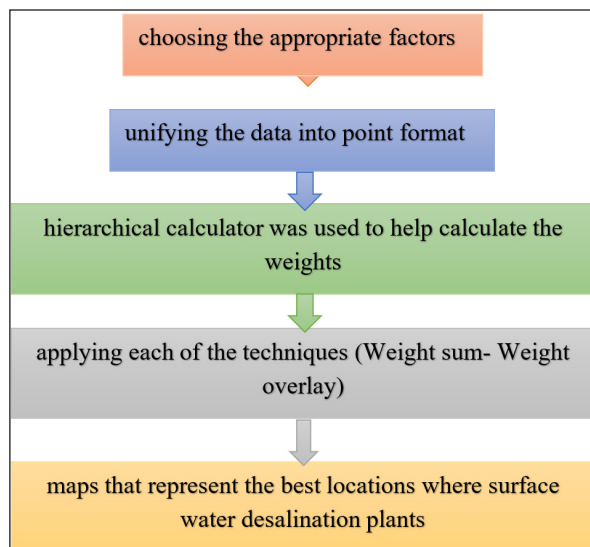 choosing the appropriate factors
unifying the data into point format
hierarchical calculator was used to help calculate the
weights
applying each of the techniques (Weight sum- Weight
overlay)
maps that represent the best locations where surface
water desalination plants